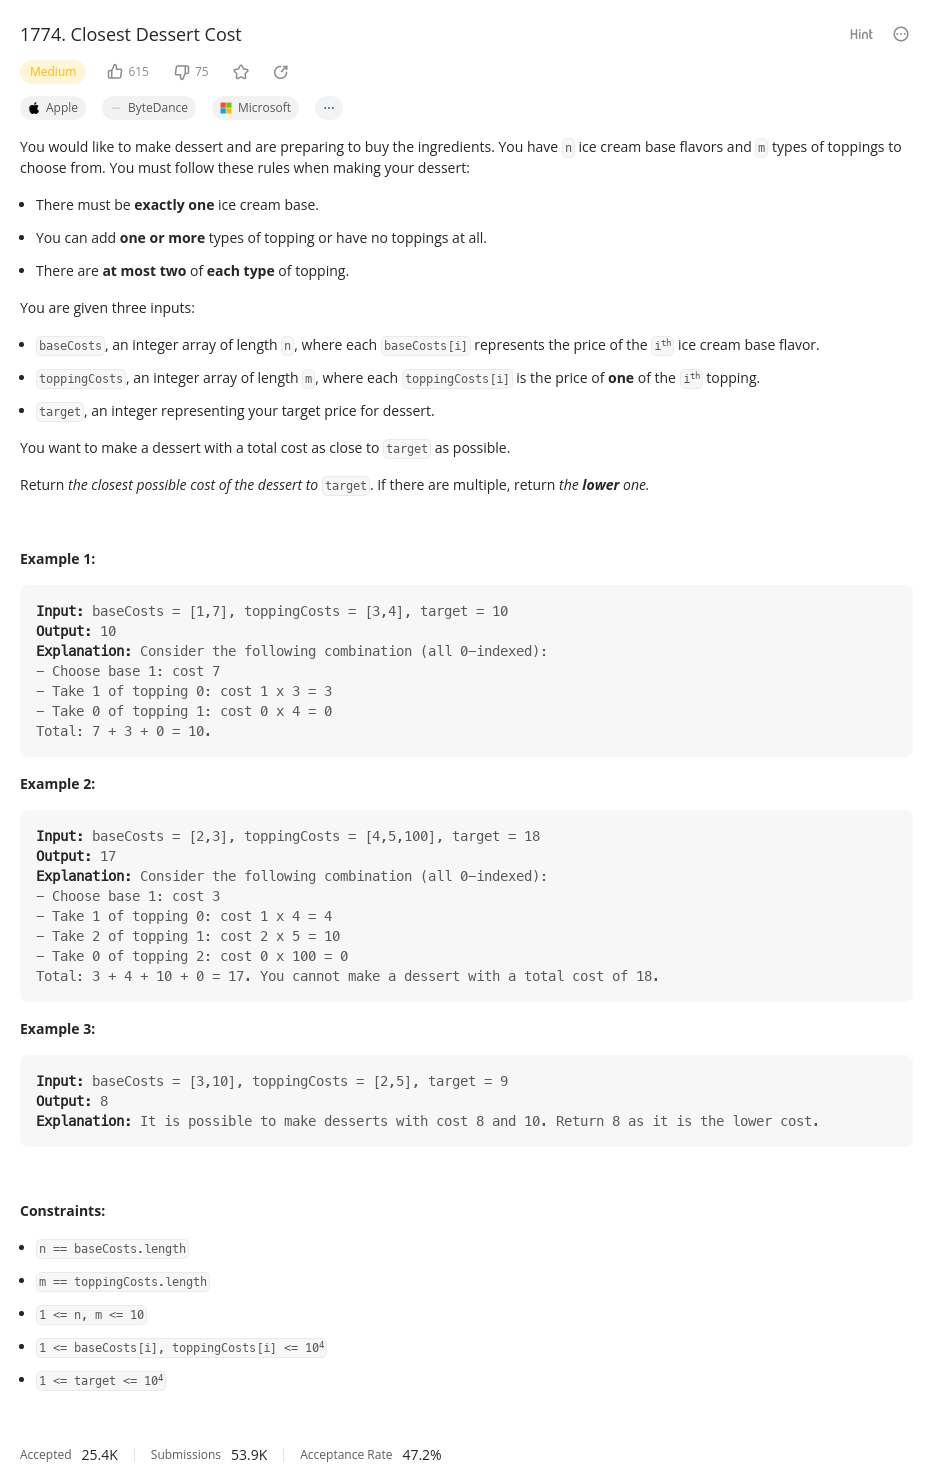 1774. Closest Dessert Cost
Hint
Medium
615
75
Apple
ByteDance
Microsoft
You would like to make dessert and are preparing to buy the ingredients. You have n ice cream base flavors and m types of toppings to
choose from. You must follow these rules when making your dessert:
• There must be exactly one ice cream base.
• You can add one or more types of topping or have no toppings at all.
• There are at most two of each type of topping.
You are given three inputs:
• baseCosts, an integer array of length n, where each baseCosts[i] represents the price of the iᵗʰ ice cream base flavor.
• toppingCosts, an integer array of length m, where each toppingCosts[i] is the price of one of the iᵗʰ topping.
• target, an integer representing your target price for dessert.
You want to make a dessert with a total cost as close to target as possible.
Return the closest possible cost of the dessert to target. If there are multiple, return the lower one.
Example 1:
Input: baseCosts = [1,7], toppingCosts = [3,4], target = 10
Output: 10
Explanation: Consider the following combination (all 0-indexed):
- Choose base 1: cost 7
- Take 1 of topping 0: cost 1 x 3 = 3
- Take 0 of topping 1: cost 0 x 4 = 0
Total: 7 + 3 + 0 = 10.
Example 2:
Input: baseCosts = [2,3], toppingCosts = [4,5,100], target = 18
Output: 17
Explanation: Consider the following combination (all 0-indexed):
- Choose base 1: cost 3
- Take 1 of topping 0: cost 1 x 4 = 4
- Take 2 of topping 1: cost 2 x 5 = 10
- Take 0 of topping 2: cost 0 x 100 = 0
Total: 3 + 4 + 10 + 0 = 17. You cannot make a dessert with a total cost of 18.
Example 3:
Input: baseCosts = [3,10], toppingCosts = [2,5], target = 9
Output: 8
Explanation: It is possible to make desserts with cost 8 and 10. Return 8 as it is the lower cost.
Constraints:
• n == baseCosts.length
• m == toppingCosts.length
• 1 <= n, m <= 10
• 1 <= baseCosts[i], toppingCosts[i] <= 10⁴
• 1 <= target <= 10⁴
Accepted 25.4K Submissions 53.9K Acceptance Rate 47.2%